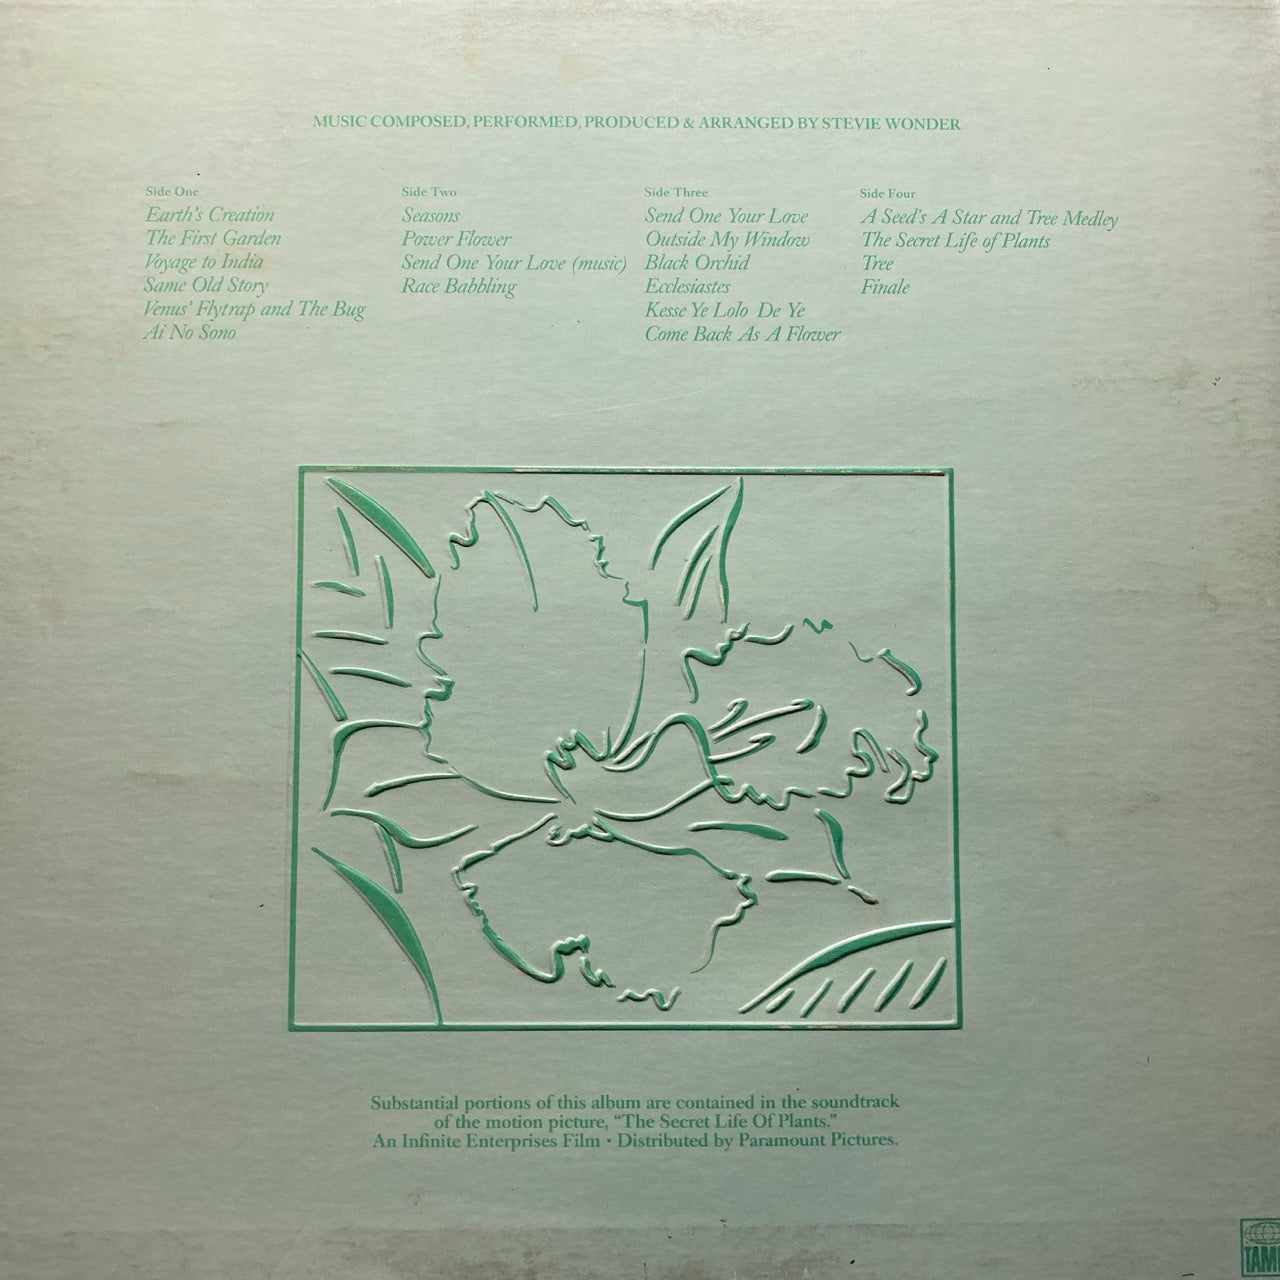 MUSIC COMPOSED, PERFORMED, PRODUCED & ARRANGED BY STEVIE WONDER
Side One
Earth's Creation
The First Garden
Voyage to India
Same Old Story
Venus' Flytrap and The Bug
Ai No Sono
Side Two
Seasons
Power Flower
Send One Your Love (music)
Race Babbling
Side Three
Send One Your Love
Outside My Window
Black Orchid
Ecclesiastes
Kesse Ye Lolo De Ye
Come Back As A Flower
Side Four
A Seed's A Star and Tree Medley
The Secret Life of Plants
Tree
Finale
Substantial portions of this album are contained in the soundtrack
of the motion picture, “The Secret Life Of Plants.”
An Infinite Enterprises Film • Distributed by Paramount Pictures.